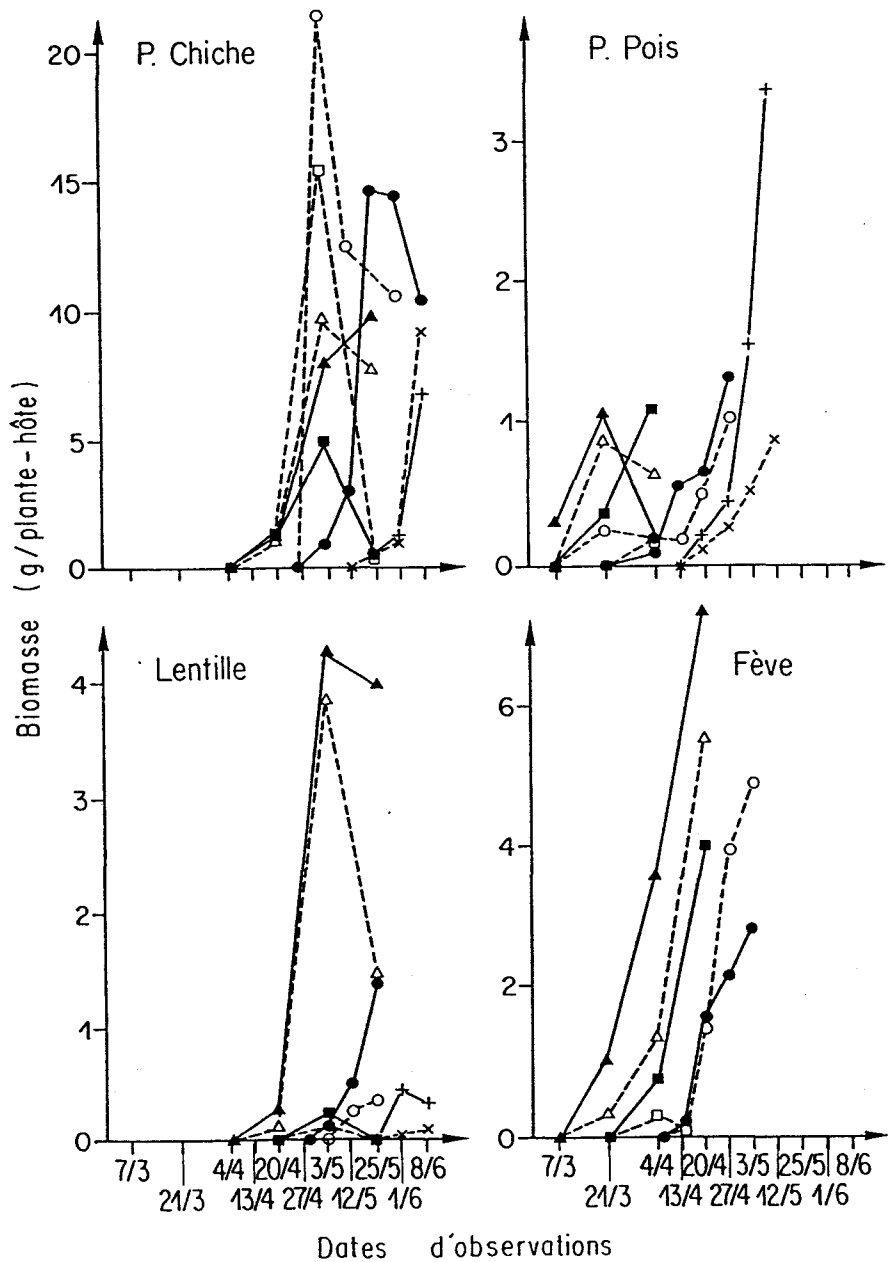 P. Chiche
20
15
10
5
0
P. Pois
3
2
1
0
Biomasse (g/plante-hôte)
Lentille
4
3
2
1
0
Fève
6
4
2
0
7/3 4/4 20/4 3/5 25/5 8/6
21/3 13/4 27/4 12/5 1/6
7/3 4/4 20/4 3/5 25/5 8/6
21/3 13/4 27/4 12/5 1/6
Dates d'observations